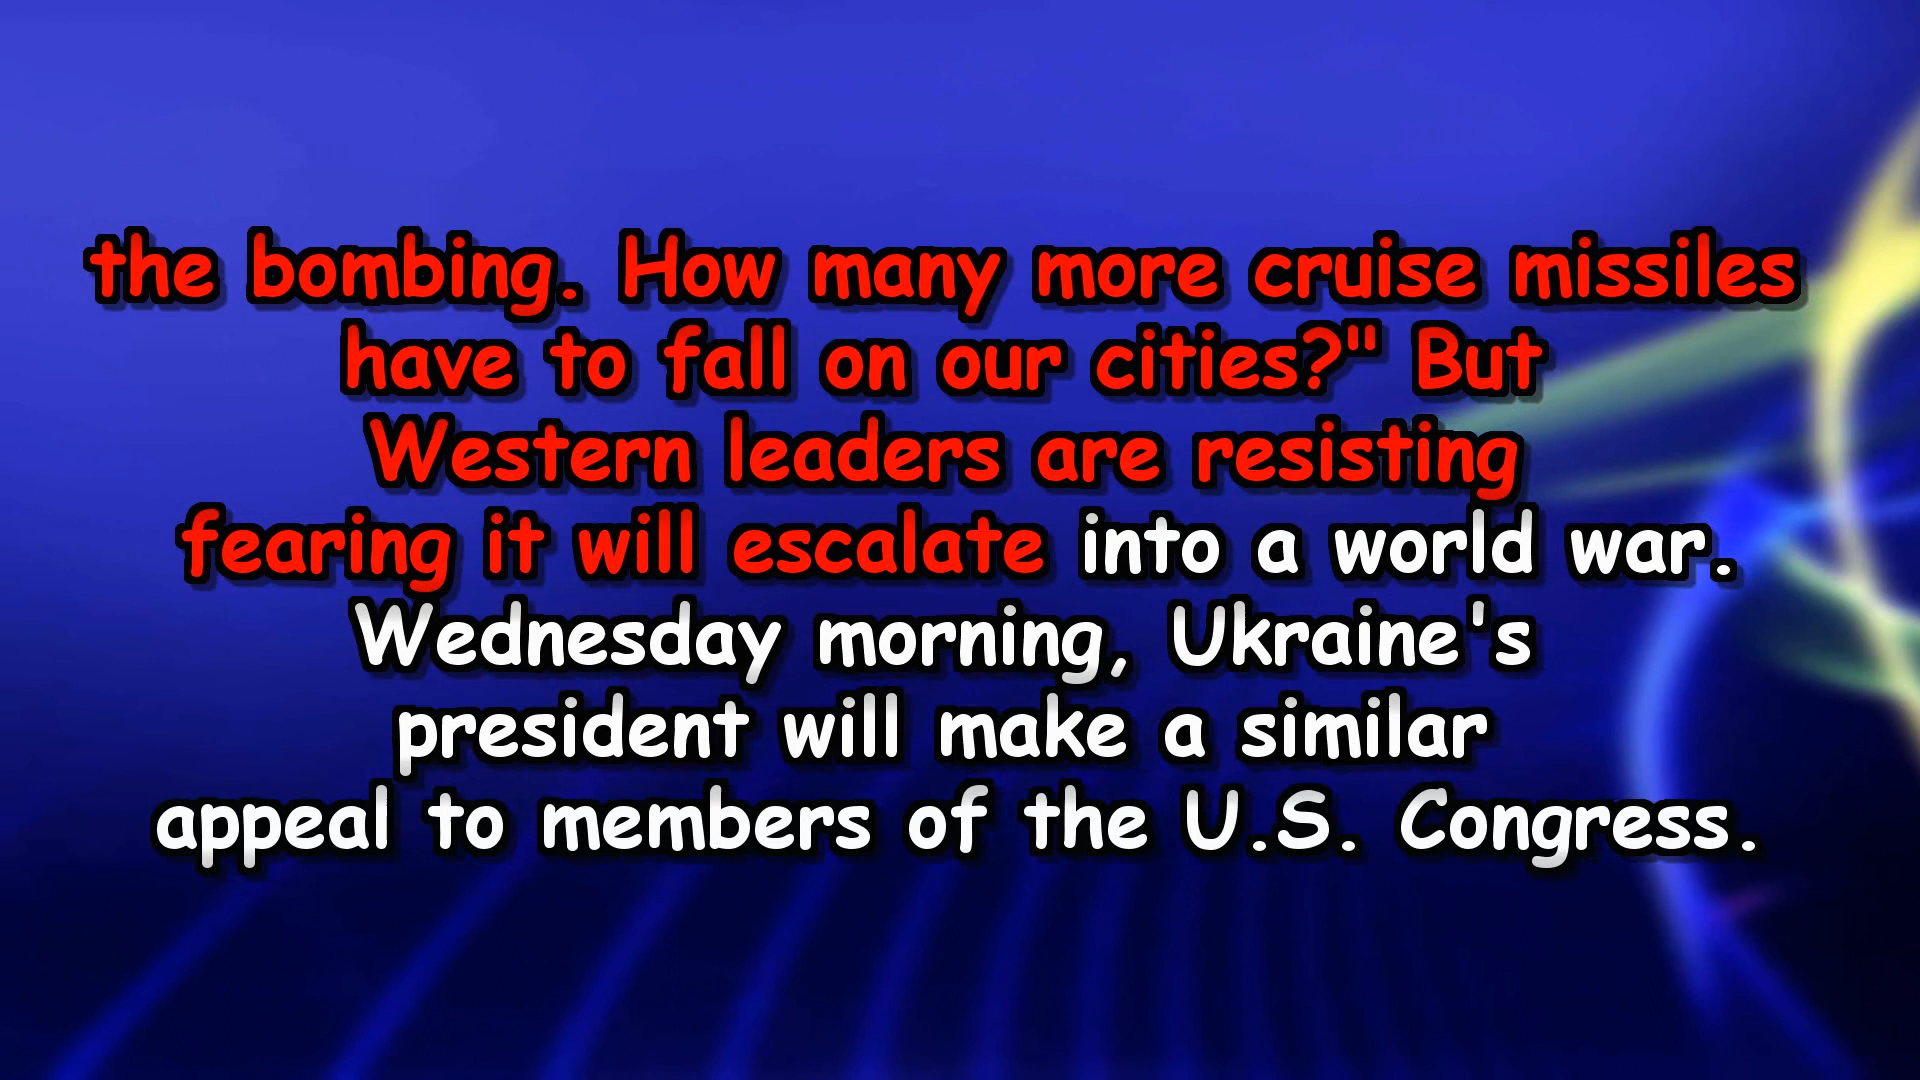 the bombing. How many more cruise missiles
have to fall on our cities?" But
Western leaders are resisting
fearing it will escalate into a world war.
Wednesday morning, Ukraine's
president will make a similar
appeal to members of the U.S. Congress.